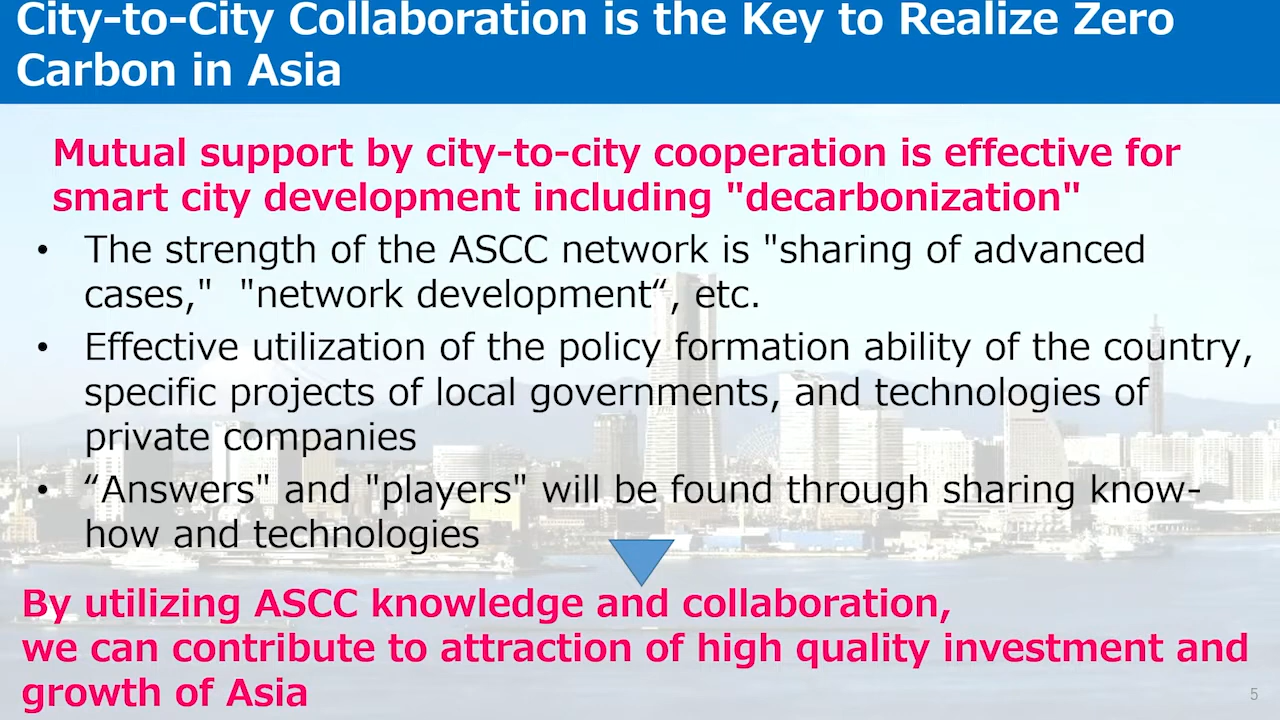 City-to-City Collaboration is the Key to Realize Zero
Carbon in Asia
Mutual support by city-to-city cooperation is effective for
smart city development including "decarbonization"
• The strength of the ASCC network is "sharing of advanced
cases," "network development“, etc.
• Effective utilization of the policy formation ability of the country,
specific projects of local governments, and technologies of
private companies
• “Answers" and "players" will be found through sharing know-
how and technologies
By utilizing ASCC knowledge and collaboration,
we can contribute to attraction of high quality investment and
growth of Asia
5